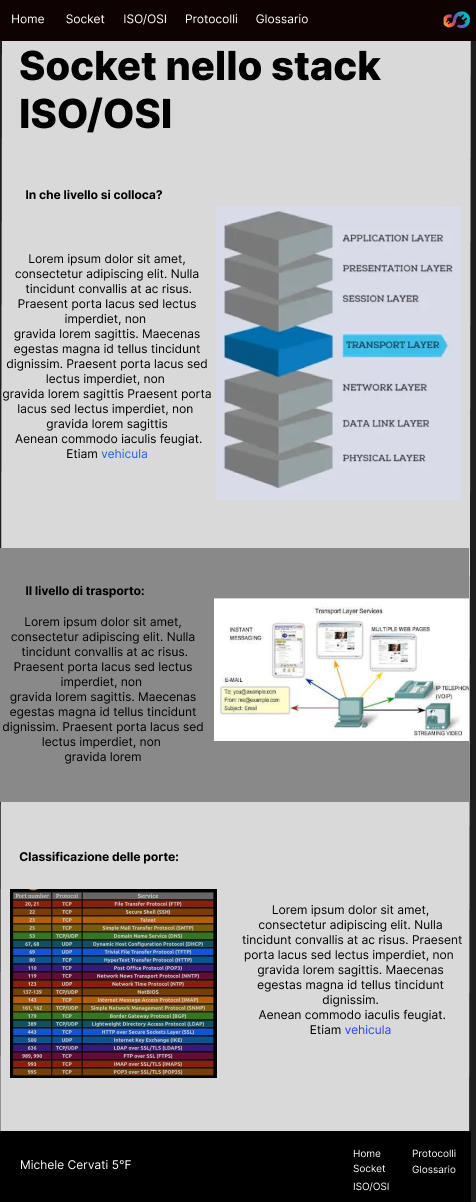 Home Socket ISO/OSI Protocolli Glossario
Socket nello stack
ISO/OSI
In che livello si colloca?
Lorem ipsum dolor sit amet,
consectetur adipiscing elit. Nulla
tincidunt convallis at ac risus.
Praesent porta lacus sed lectus
imperdiet, non
gravida lorem sagittis. Maecenas
egestas magna id tellus tincidunt
dignissim. Praesent porta lacus sed
lectus imperdiet, non
gravida lorem sagittis Praesent porta
lacus sed lectus imperdiet, non
gravida lorem sagittis
Aenean commodo iaculis feugiat.
Etiam vehicula
APPLICATION LAYER
PRESENTATION LAYER
SESSION LAYER
TRANSPORT LAYER
NETWORK LAYER
DATA LINK LAYER
PHYSICAL LAYER
Il livello di trasporto:
Lorem ipsum dolor sit amet,
consectetur adipiscing elit. Nulla
tincidunt convallis at ac risus.
Praesent porta lacus sed lectus
imperdiet, non
gravida lorem sagittis. Maecenas
egestas magna id tellus tincidunt
dignissim. Praesent porta lacus sed
lectus imperdiet, non
gravida lorem
Transport Layer Services
INSTANT
MESSAGING
MULTIPLE WEB PAGES
E-MAIL
To: you@example.com
From: me@example.com
Subject: Email
IP TELEPHON
(VOIP)
STREAMING VIDEO
Classificazione delle porte:
Port number Protocol Service
20, 21 TCP File Transfer Protocol (FTP)
22 TCP Secure Shell (SSH)
23 TCP Telnet
25 TCP Simple Mail Transfer Protocol (SMTP)
53 TCP/UDP Domain Name Service (DNS)
67, 68 UDP Dynamic Host Configuration Protocol (DHCP)
69 UDP Trivial File Transfer Protocol (TFTP)
80 TCP HyperText Transfer Protocol (HTTP)
110 TCP Post Office Protocol (POP3)
119 TCP Network News Transport Protocol (NNTP)
123 UDP Network Time Protocol (NTP)
137-139 TCP/UDP NetBIOS
143 TCP Internet Message Access Protocol (IMAP)
161, 162 TCP/UDP Simple Network Management Protocol (SNMP)
179 TCP Border Gateway Protocol (BGP)
389 TCP/UDP Lightweight Directory Access Protocol (LDAP)
443 TCP HTTP over Secure Sockets Layer (SSL)
500 UDP Internet Key Exchange (IKE)
636 TCP/UDP LDAP over SSL/TLS (LDAPS)
989, 990 TCP FTP over SSL (FTPS)
993 TCP IMAP over SSL/TLS (IMAPS)
995 TCP POP3 over SSL/TLS (POP3S)
Lorem ipsum dolor sit amet,
consectetur adipiscing elit. Nulla
tincidunt convallis at ac risus. Praesent
porta lacus sed lectus imperdiet, non
gravida lorem sagittis. Maecenas
egestas magna id tellus tincidunt
dignissim.
Aenean commodo iaculis feugiat.
Etiam vehicula
Michele Cervati 5°F
Home Protocolli
Socket Glossario
ISO/OSI